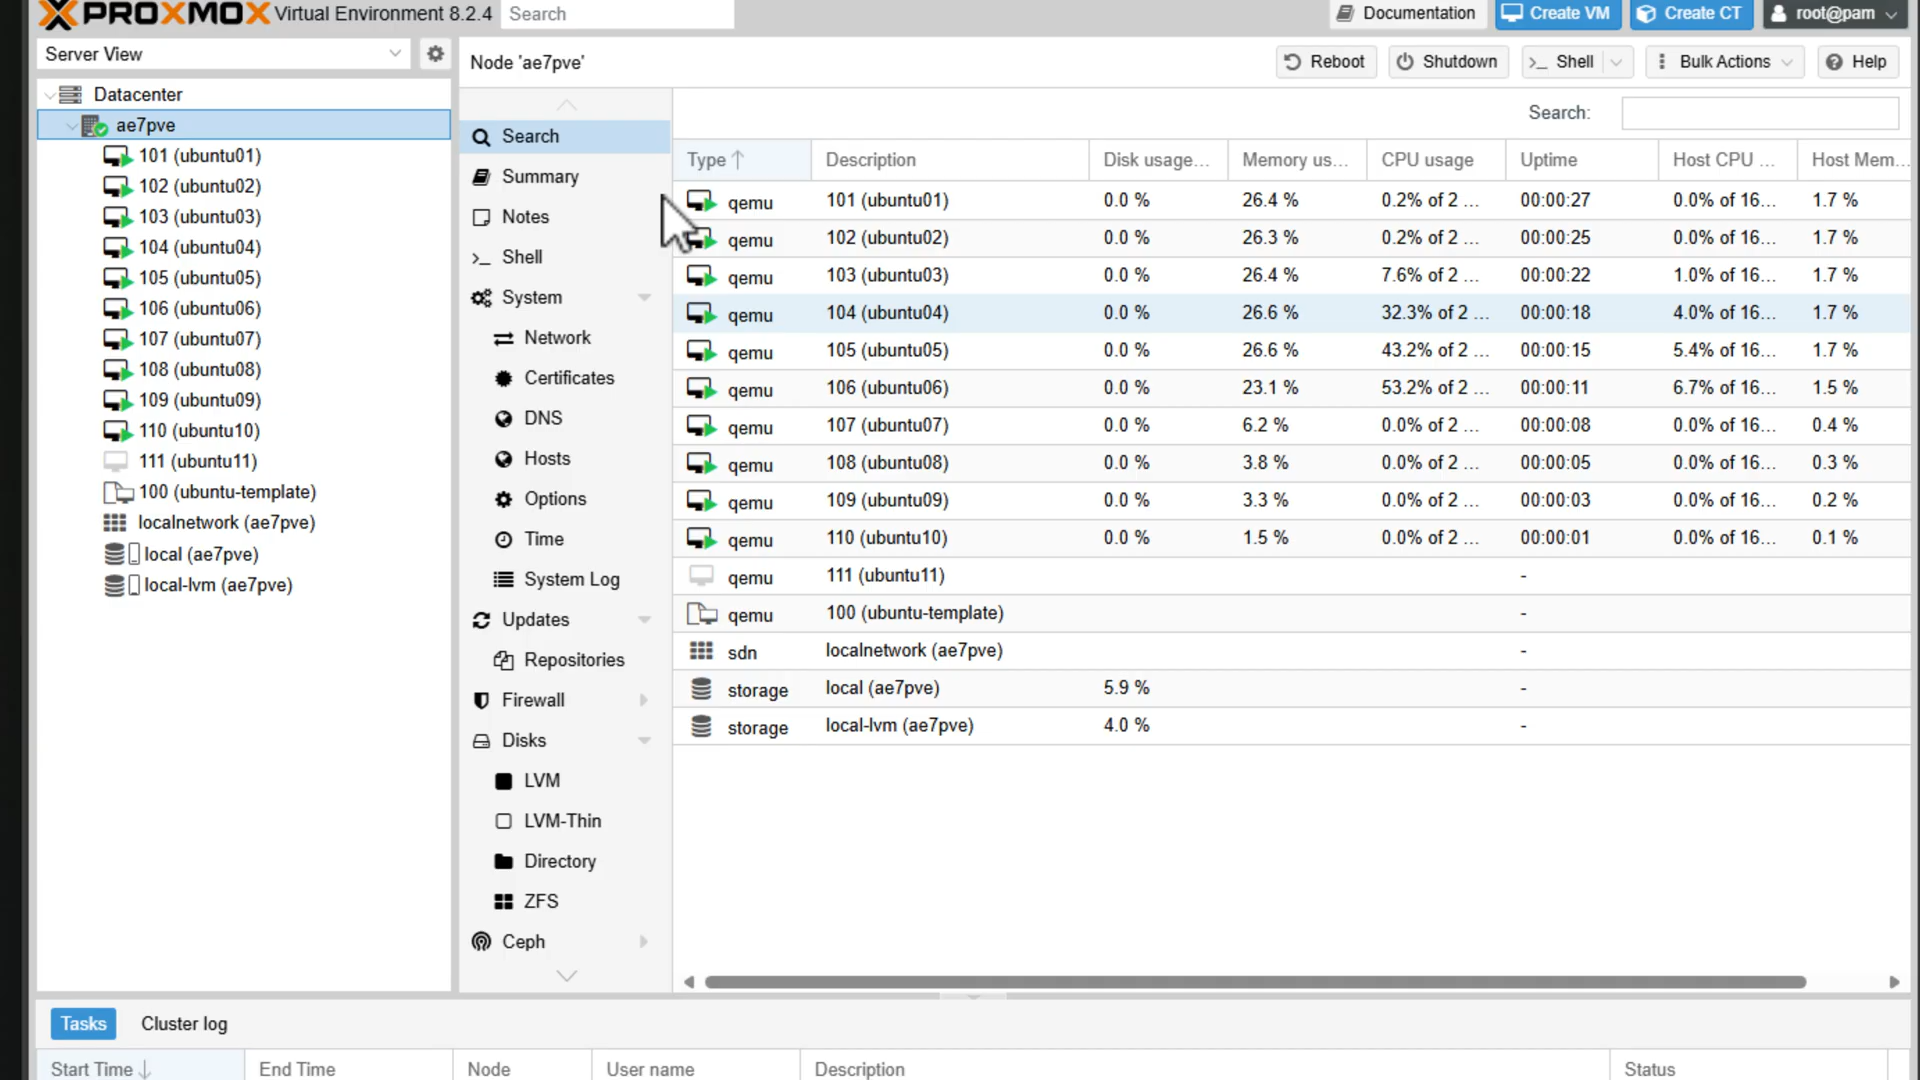 PROXMOX Virtual Environment 8.2.4 Search Documentation Create VM Create CT root@pam
Server View
Node 'ae7pve' Reboot Shutdown >_ Shell Bulk Actions Help
Datacenter
ae7pve
101 (ubuntu01)
102 (ubuntu02)
103 (ubuntu03)
104 (ubuntu04)
105 (ubuntu05)
106 (ubuntu06)
107 (ubuntu07)
108 (ubuntu08)
109 (ubuntu09)
110 (ubuntu10)
111 (ubuntu11)
100 (ubuntu-template)
localnetwork (ae7pve)
local (ae7pve)
local-lvm (ae7pve)
Search
Summary
Notes
>_ Shell
System
Network
Certificates
DNS
Hosts
Options
Time
System Log
Updates
Repositories
Firewall
Disks
LVM
LVM-Thin
Directory
ZFS
Ceph
Search:
Type Description Disk usage... Memory us... CPU usage Uptime Host CPU ... Host Mem...
qemu 101 (ubuntu01) 0.0 % 26.4 % 0.2% of 2 ... 00:00:27 0.0% of 16... 1.7 %
qemu 102 (ubuntu02) 0.0 % 26.3 % 0.2% of 2 ... 00:00:25 0.0% of 16... 1.7 %
qemu 103 (ubuntu03) 0.0 % 26.4 % 7.6% of 2 ... 00:00:22 1.0% of 16... 1.7 %
qemu 104 (ubuntu04) 0.0 % 26.6 % 32.3% of 2 ... 00:00:18 4.0% of 16... 1.7 %
qemu 105 (ubuntu05) 0.0 % 26.6 % 43.2% of 2 ... 00:00:15 5.4% of 16... 1.7 %
qemu 106 (ubuntu06) 0.0 % 23.1 % 53.2% of 2 ... 00:00:11 6.7% of 16... 1.5 %
qemu 107 (ubuntu07) 0.0 % 6.2 % 0.0% of 2 ... 00:00:08 0.0% of 16... 0.4 %
qemu 108 (ubuntu08) 0.0 % 3.8 % 0.0% of 2 ... 00:00:05 0.0% of 16... 0.3 %
qemu 109 (ubuntu09) 0.0 % 3.3 % 0.0% of 2 ... 00:00:03 0.0% of 16... 0.2 %
qemu 110 (ubuntu10) 0.0 % 1.5 % 0.0% of 2 ... 00:00:01 0.0% of 16... 0.1 %
qemu 111 (ubuntu11) -
qemu 100 (ubuntu-template) -
sdn localnetwork (ae7pve) -
storage local (ae7pve) 5.9 % -
storage local-lvm (ae7pve) 4.0 % -
Tasks Cluster log
Start Time End Time Node User name Description Status